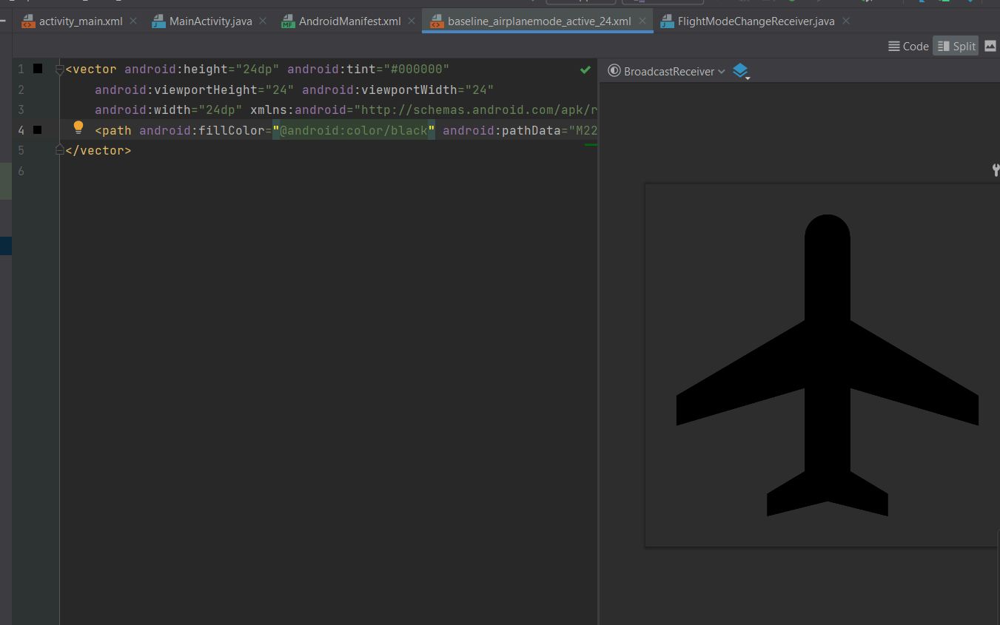 activity_main.xml MainActivity.java AndroidManifest.xml baseline_airplanemode_active_24.xml FlightModeChangeReceiver.java
Code Split
BroadcastReceiver
1 <vector android:height="24dp" android:tint="#000000"
2 android:viewportHeight="24" android:viewportWidth="24"
3 android:width="24dp" xmlns:android="http://schemas.android.com/apk/r
4 <path android:fillColor="@android:color/black" android:pathData="M22
5 </vector>
6